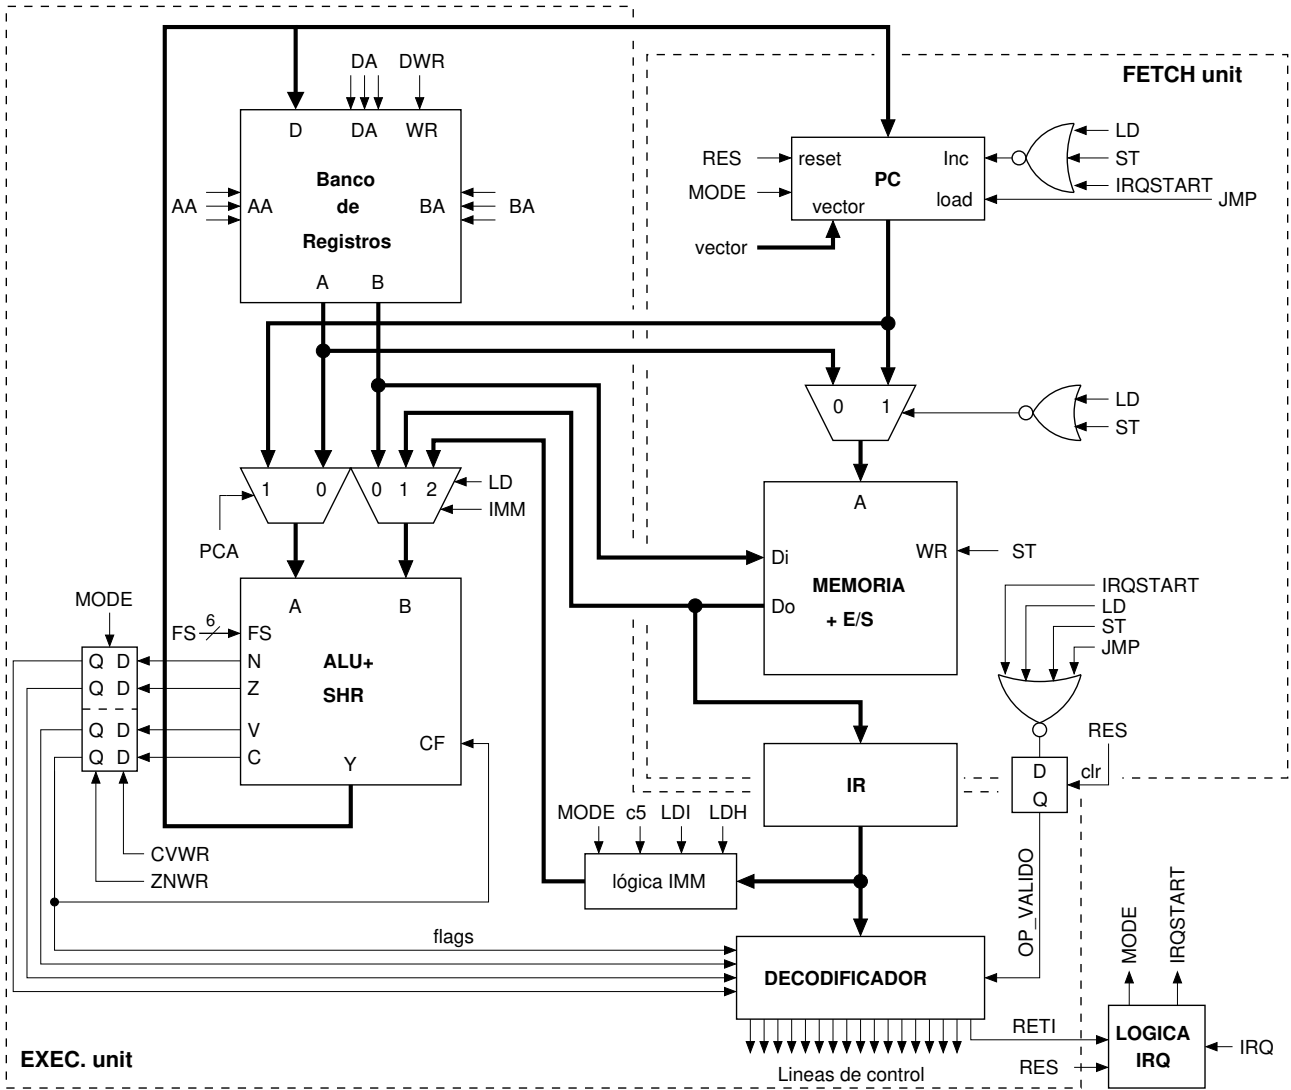 FETCH unit
DA
DWR
D
DA
WR
Banco
de
Registros
AA
AA
BA
BA
A
B
RES
MODE
reset
Inc
PC
vector
load
vector
LD
ST
IRQSTART
JMP
0
1
LD
ST
1
0
0
1
2
LD
IMM
PCA
A
WR
ST
Di
Do
MEMORIA
+ E/S
A
B
MODE
6
FS
FS
N
Z
V
C
ALU+
SHR
CF
Y
Q D
Q D
Q D
Q D
CVWR
ZNWR
IRQSTART
LD
ST
JMP
RES
D
Q
clr
IR
MODE
c5
LDI
LDH
lógica IMM
OP_VALIDO
flags
DECODIFICADOR
MODE
IRQSTART
RETI
RES
LOGICA
IRQ
IRQ
Lineas de control
EXEC. unit